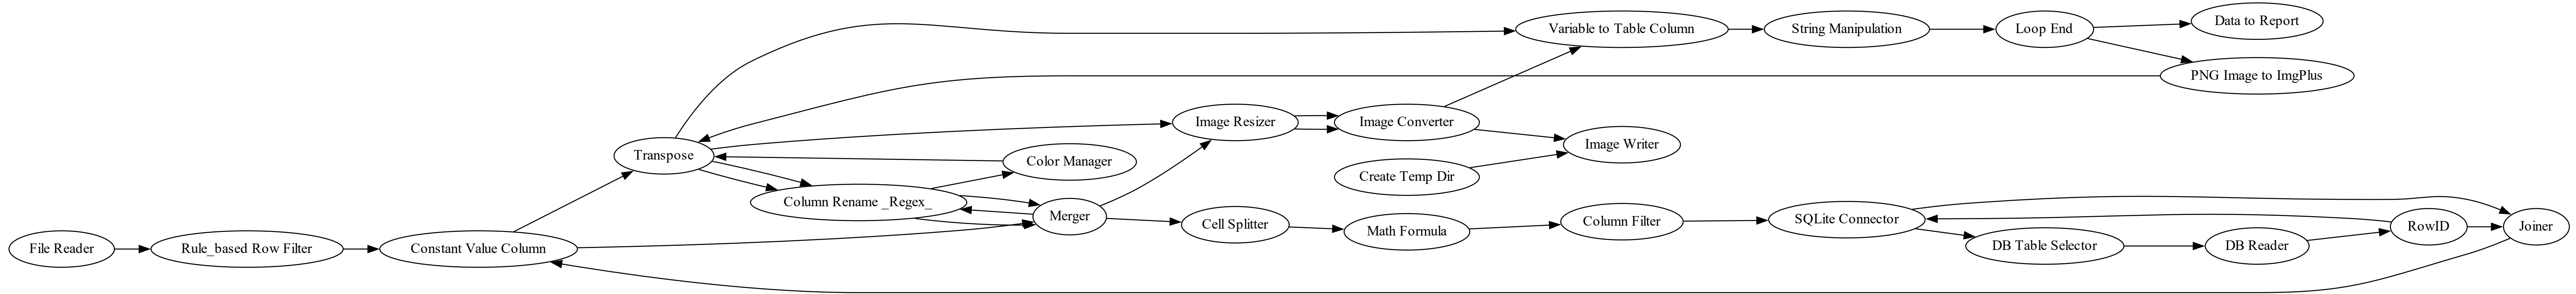 File Reader
Rule_based Row Filter
Constant Value Column
Transpose
Column Rename _Regex_
Color Manager
Merger
Image Resizer
Cell Splitter
Image Converter
Create Temp Dir
Math Formula
Variable to Table Column
Image Writer
Column Filter
String Manipulation
SQLite Connector
Loop End
DB Table Selector
Data to Report
PNG Image to ImgPlus
DB Reader
RowID
Joiner